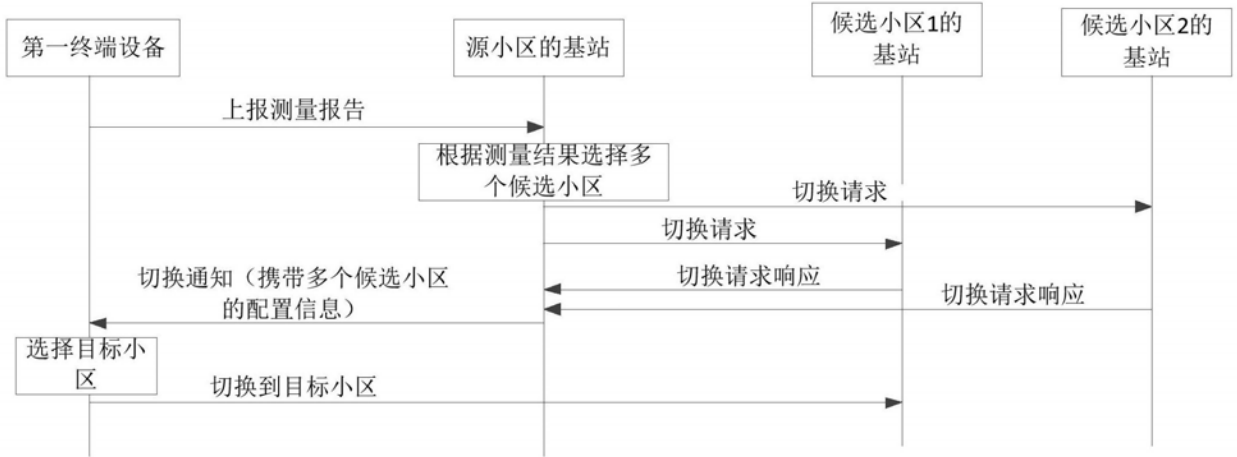 第一终端设备
源小区的基站
候选小区1的
基站
候选小区2的
基站
上报测量报告
根据测量结果选择多
个候选小区
切换请求
切换请求
切换请求响应
切换请求响应
切换通知（携带多个候选小区
的配置信息）
选择目标小
区
切换到目标小区